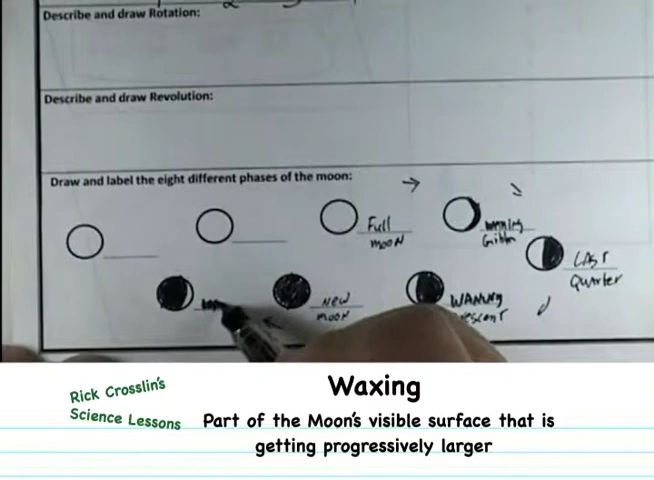 Describe and draw Rotation:
Describe and draw Revolution:
Draw and label the eight different phases of the moon:
Full
moon
Gibb
LAST
Quarter
New
moon
WANING
Rick Crosslin's
Science Lessons
Waxing
Part of the Moon's visible surface that is
getting progressively larger